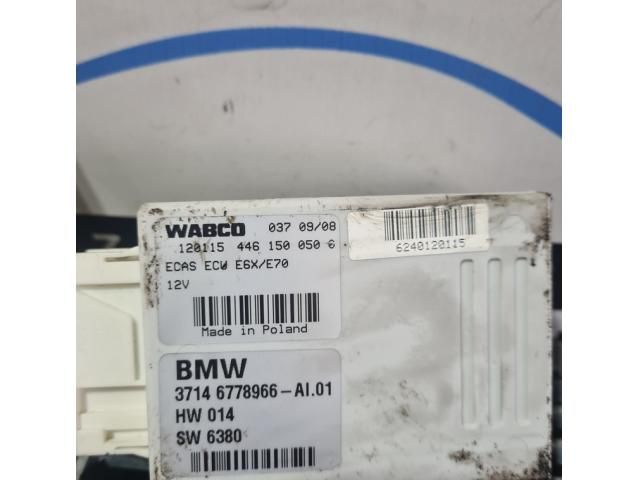 WABCO 037 09/08
120115 446 150 050 6
ECAS ECU E6X/E70
12V
Made in Poland
6240120115
BMW
3714 6778966-AI.01
HW 014
SW 6380